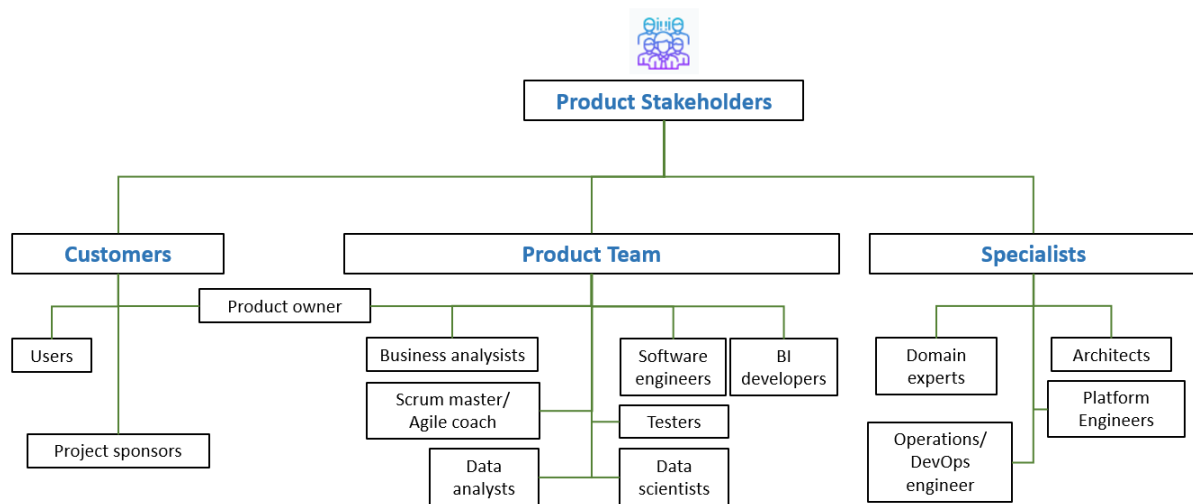 Product Stakeholders
Customers
Product Team
Specialists
Product owner
Users
Business analysists
Software
engineers
BI
developers
Domain
experts
Architects
Scrum master/
Agile coach
Testers
Platform
Engineers
Project sponsors
Operations/
DevOps
engineer
Data
analysts
Data
scientists